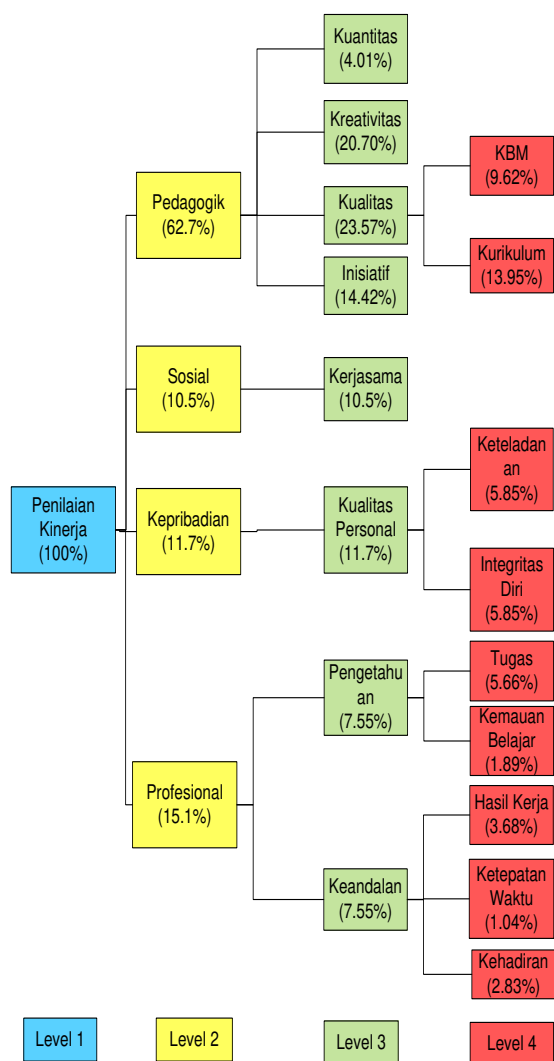 Penilaian
Kinerja
(100%)
Pedagogik
(62.7%)
Sosial
(10.5%)
Kepribadian
(11.7%)
Profesional
(15.1%)
Kuantitas
(4.01%)
Kreativitas
(20.70%)
Kualitas
(23.57%)
Inisiatif
(14.42%)
Kerjasama
(10.5%)
Kualitas
Personal
(11.7%)
Pengetahu
an
(7.55%)
Keandalan
(7.55%)
KBM
(9.62%)
Kurikulum
(13.95%)
Keteladan
an
(5.85%)
Integritas
Diri
(5.85%)
Tugas
(5.66%)
Kemauan
Belajar
(1.89%)
Hasil Kerja
(3.68%)
Ketepatan
Waktu
(1.04%)
Kehadiran
(2.83%)
Level 1
Level 2
Level 3
Level 4